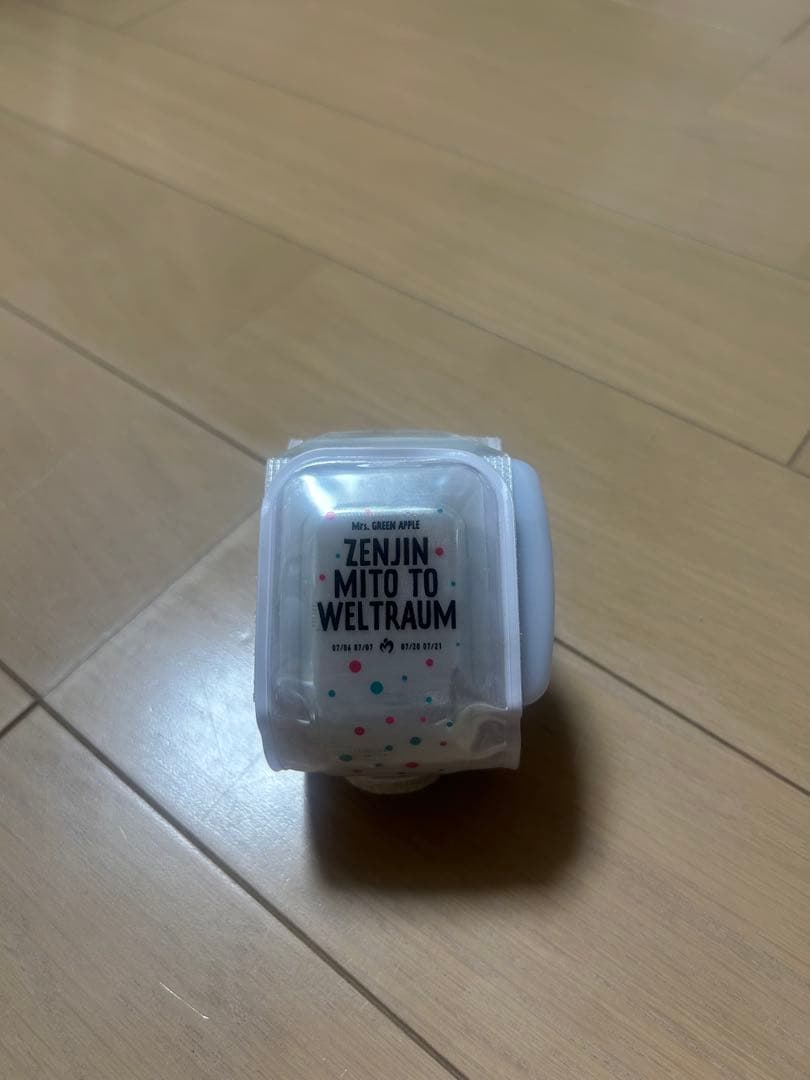 Mrs. GREEN APPLE
ZENJIN
MITO TO
WELTRAUM
07/06 07/07 07/20 07/21